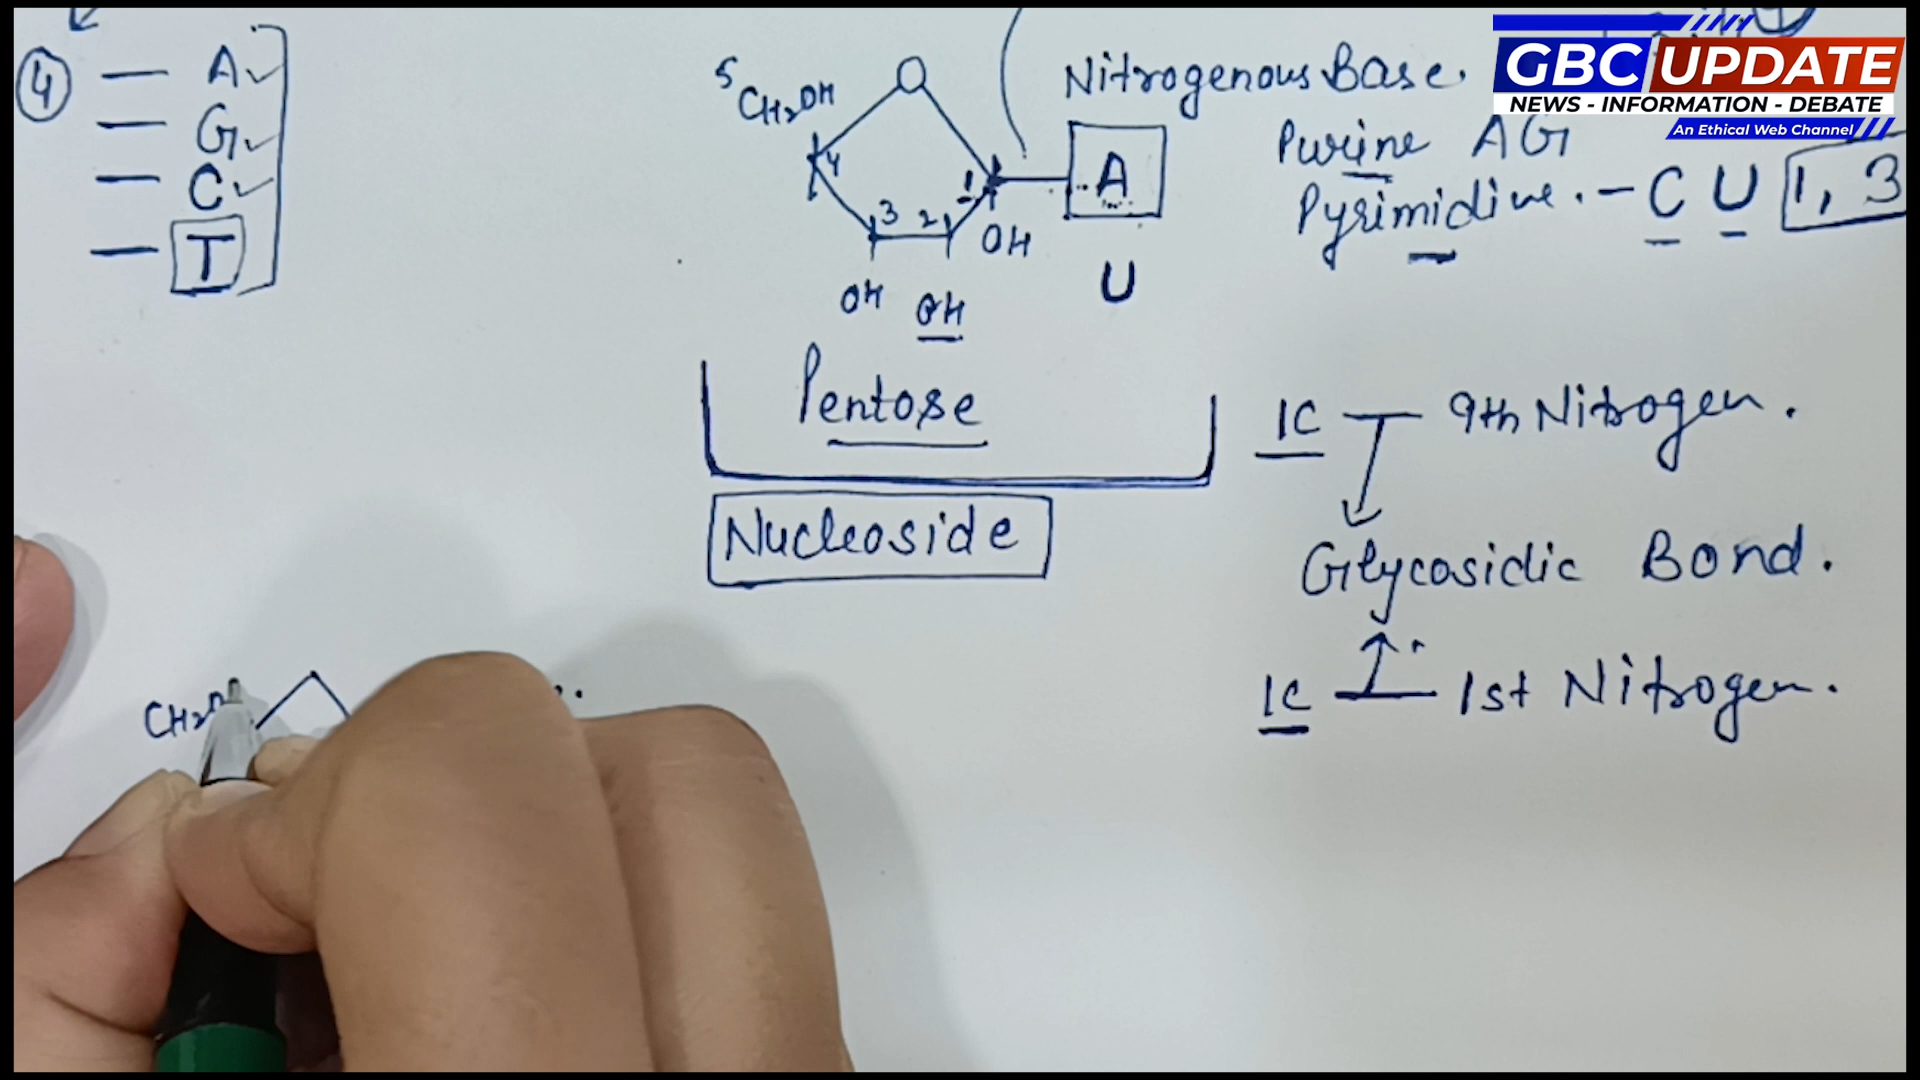 4 — A
— G
— C
— T
5 CH2OH O
4 3 2 1
OH OH OH
Nitrogenous Base.
A
U
Purine AG
Pyrimidine. - C U 1, 3
Pentose
Nucleoside
1C — 9th Nitrogen.
Glycosidic Bond.
1C — 1st Nitrogen.
CH2
GBC UPDATE
NEWS - INFORMATION - DEBATE
An Ethical Web Channel